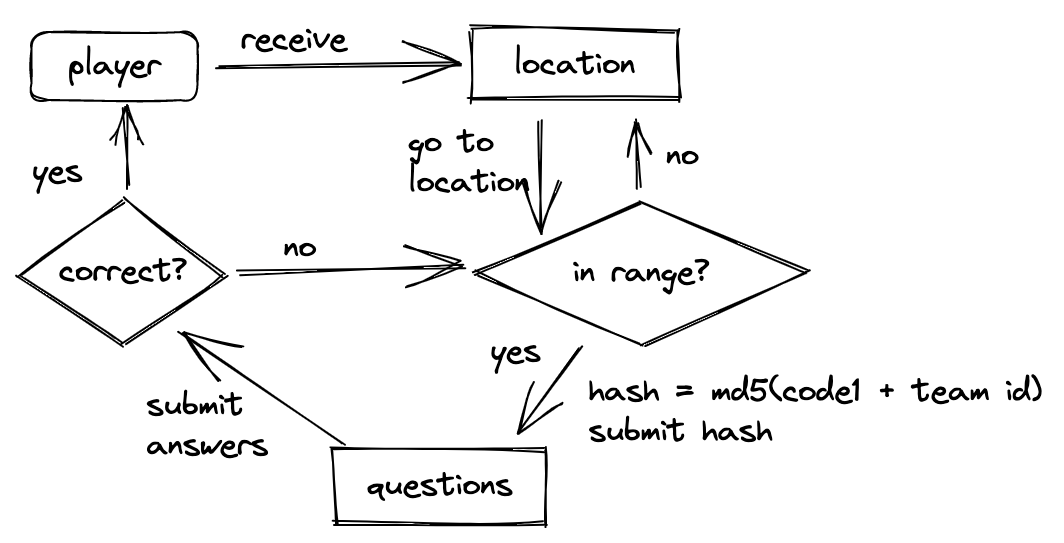 player
receive
location
go to
location
no
yes
correct?
no
in range?
yes
hash = md5(code1 + team id)
submit hash
submit
answers
questions